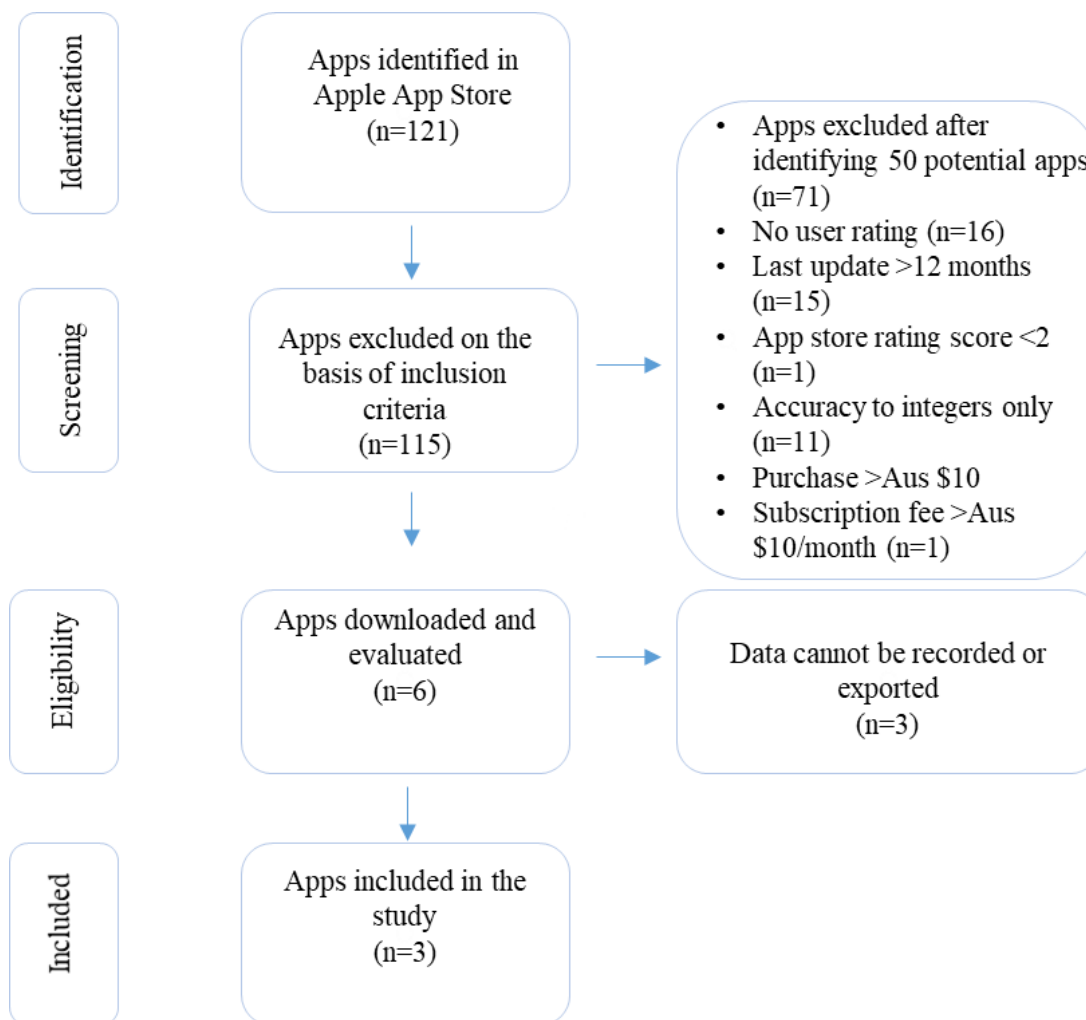 Identification
Apps identified in
Apple App Store
(n=121)
• Apps excluded after
identifying 50 potential apps
(n=71)
• No user rating (n=16)
• Last update >12 months
(n=15)
• App store rating score <2
(n=1)
• Accuracy to integers only
(n=11)
• Purchase >Aus $10
• Subscription fee >Aus
$10/month (n=1)
Screening
Apps excluded on the
basis of inclusion
criteria
(n=115)
Eligibility
Apps downloaded and
evaluated
(n=6)
Data cannot be recorded or
exported
(n=3)
Included
Apps included in the
study
(n=3)